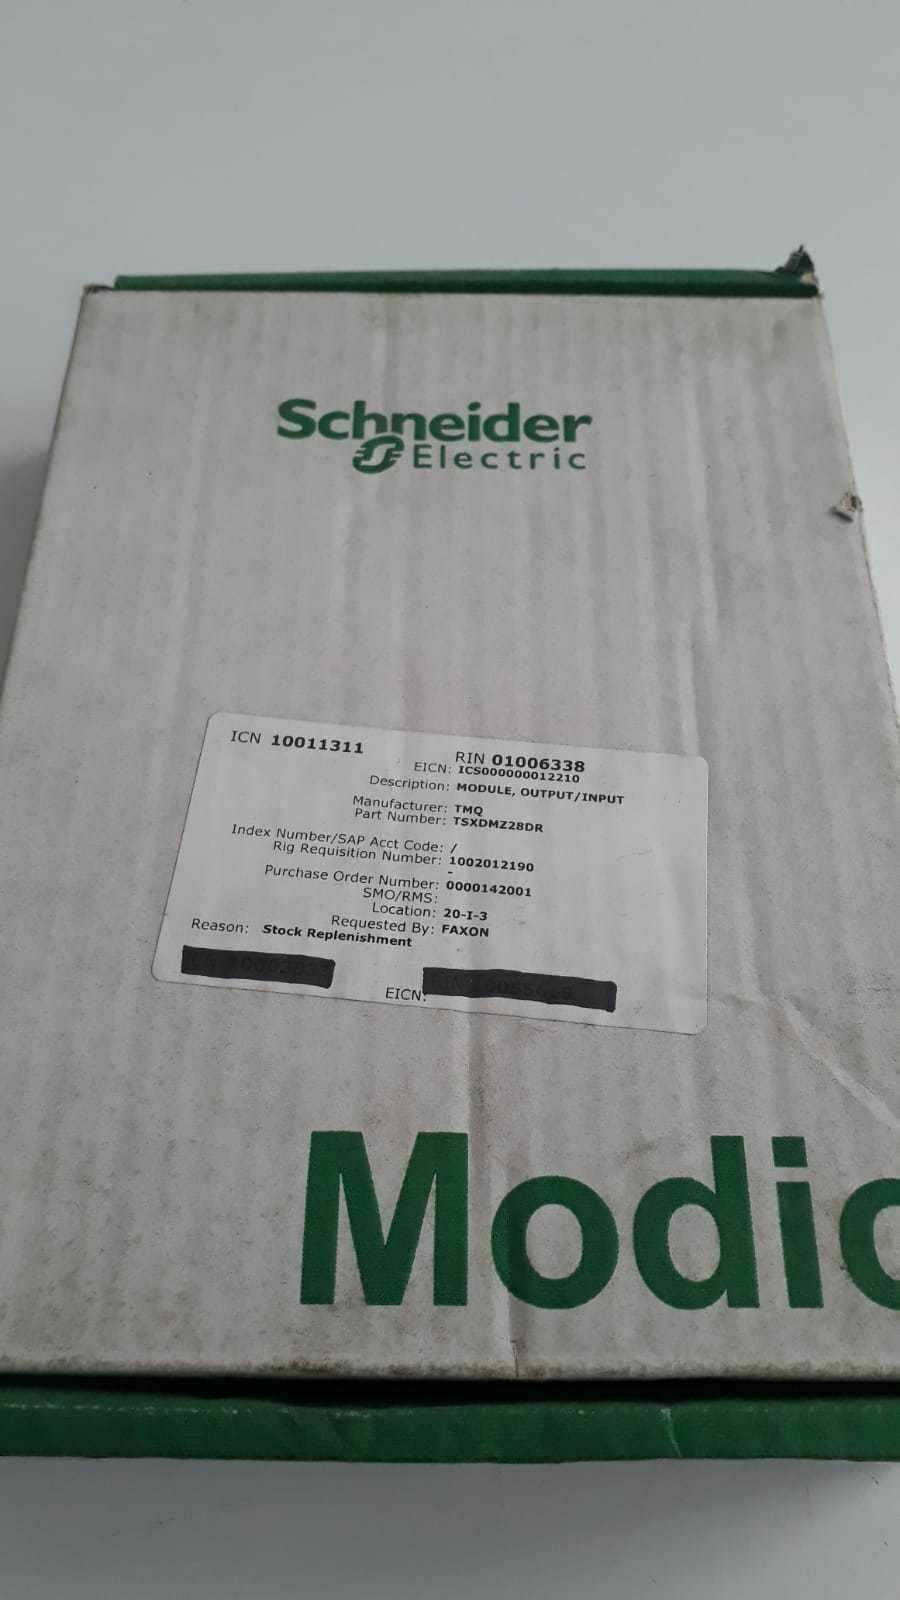 Schneider
Electric
ICN 10011311
RIN 01006338
EICN: ICS000000012210
Description: MODULE, OUTPUT/INPUT
Manufacturer: TMQ
Part Number: TSXDMZ28DR
Index Number/SAP Acct Code: /
Rig Requisition Number: 1002012190
-
Purchase Order Number: 0000142001
SMO/RMS:
Location: 20-I-3
Requested By: FAXON
Reason: Stock Replenishment
EICN:
Modic